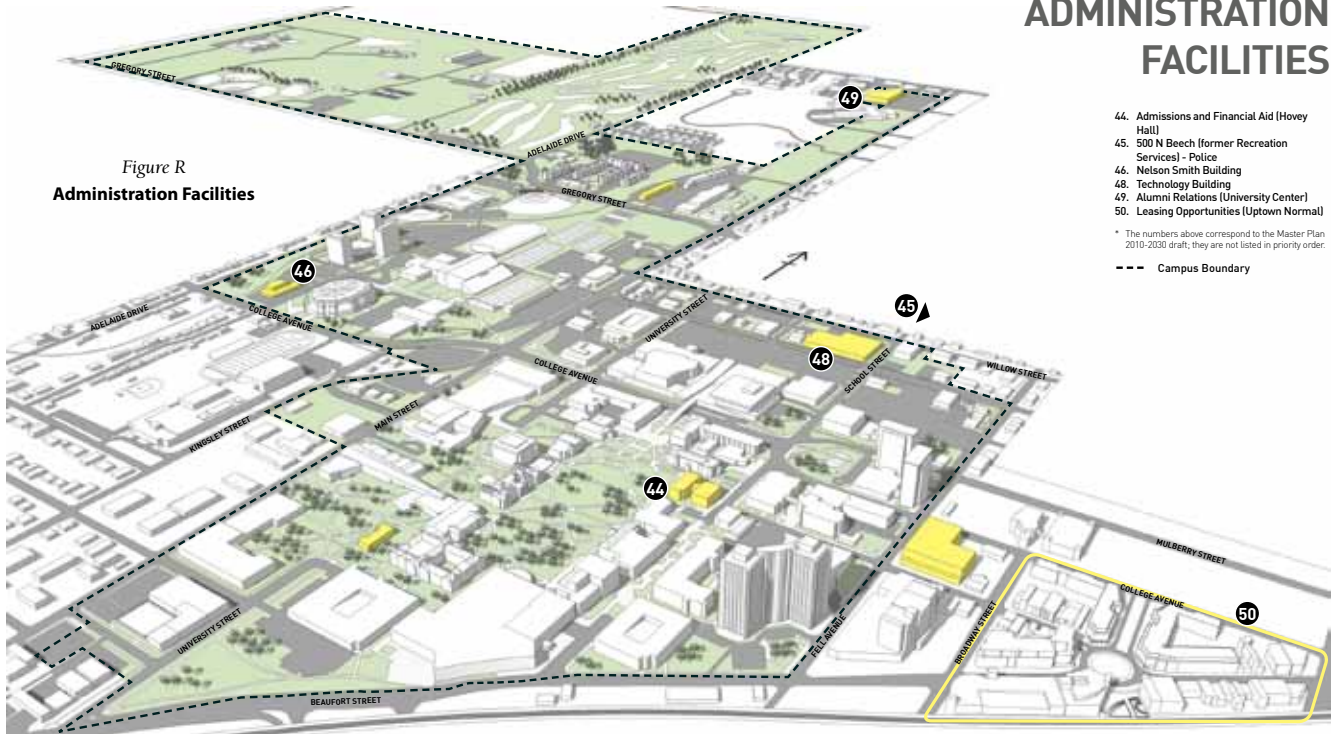 ADMINISTRATION
FACILITIES
44. Admissions and Financial Aid (Hovey
Hall)
45. 500 N Beech (former Recreation
Services) - Police
46. Nelson Smith Building
48. Technology Building
49. Alumni Relations (University Center)
50. Leasing Opportunities (Uptown Normal)
* The numbers above correspond to the Master Plan
2010-2030 draft; they are not listed in priority order.
Campus Boundary
Figure R
Administration Facilities
GREGORY STREET
49
ADELAIDE DRIVE
GREGORY STREET
46
ADELAIDE DRIVE
COLLEGE AVENUE
UNIVERSITY STREET
45
48
SCHOOL STREET
WILLOW STREET
COLLEGE AVENUE
MAIN STREET
KINGSLEY STREET
44
MULBERRY STREET
COLLEGE AVENUE
50
BROADWAY STREET
FELL AVENUE
UNIVERSITY STREET
BEAUFORT STREET